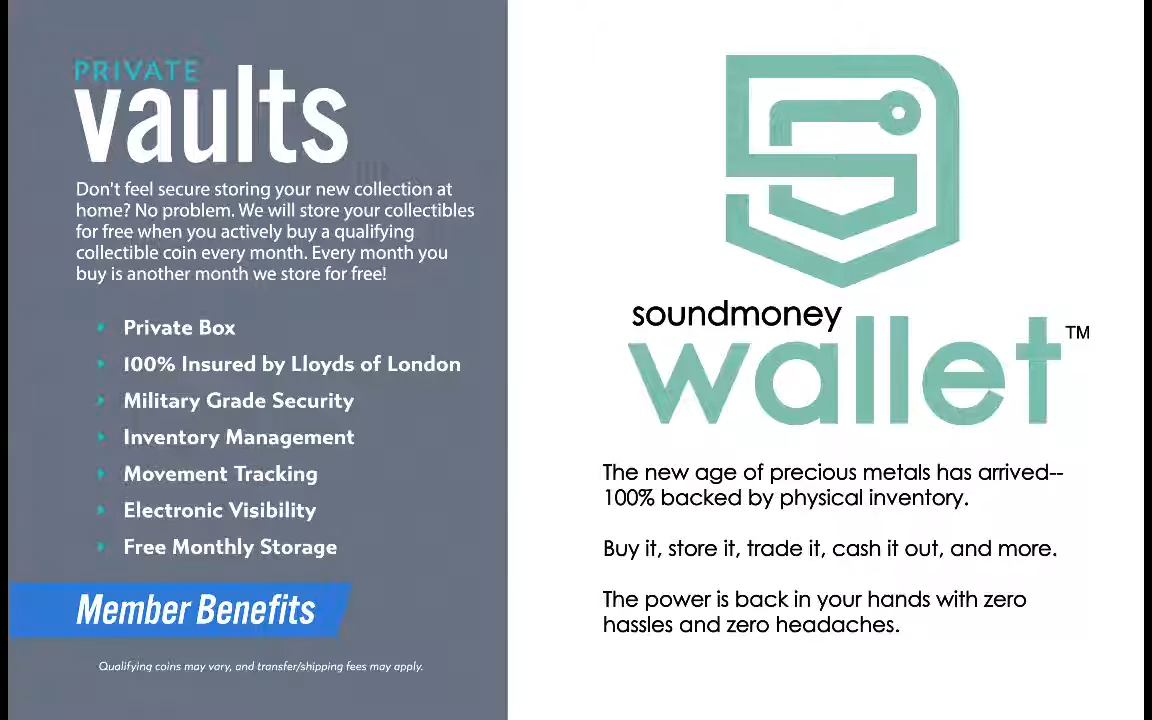 PRIVATE
vaults
Don't feel secure storing your new collection at
home? No problem. We will store your collectibles
for free when you actively buy a qualifying
collectible coin every month. Every month you
buy is another month we store for free!
Private Box
100% Insured by Lloyds of London
Military Grade Security
Inventory Management
Movement Tracking
Electronic Visibility
Free Monthly Storage
Member Benefits
Qualifying coins may vary, and transfer/shipping fees may apply.
soundmoney
wallet™
The new age of precious metals has arrived--
100% backed by physical inventory.
Buy it, store it, trade it, cash it out, and more.
The power is back in your hands with zero
hassles and zero headaches.